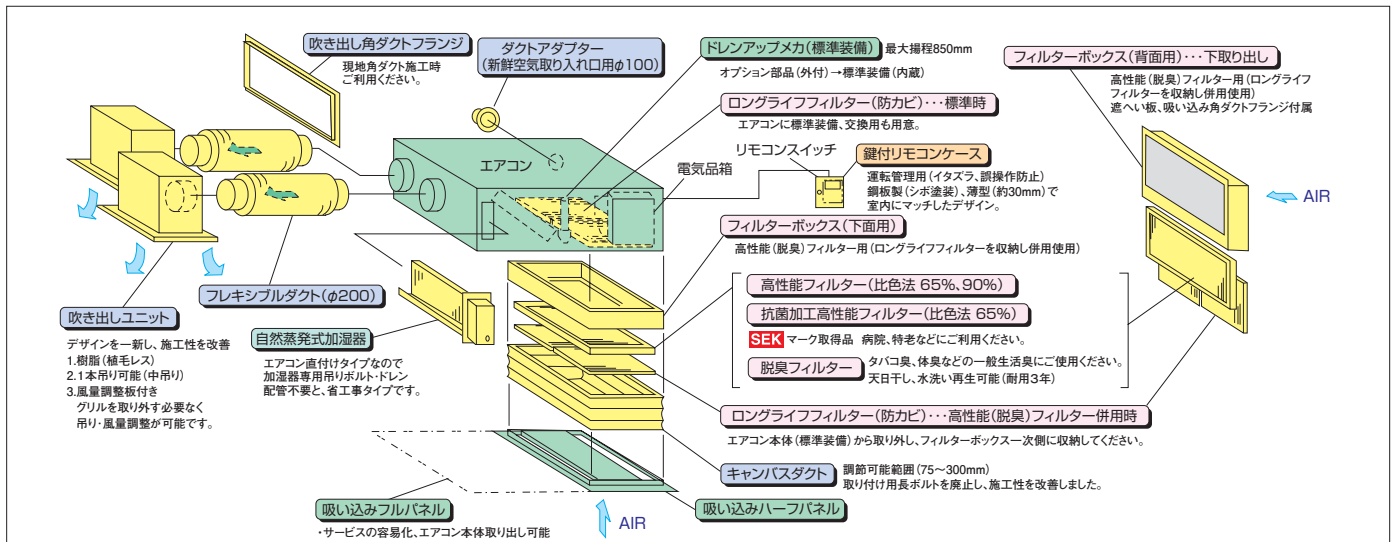 吹き出し角ダクトフランジ
現地角ダクト施工時
ご利用ください。
ダクトアダプター
(新鮮空気取り入れ口用φ100)
ドレンアップメカ(標準装備) 最大揚程850mm
オプション部品(外付)→標準装備(内蔵)
ロングライフフィルター(防カビ)･･･標準時
エアコンに標準装備、交換用も用意。
フィルターボックス(背面用)･･･下取り出し
高性能(脱臭)フィルター用(ロングライフ
フィルターを収納し併用使用)
遮へい板、吸い込み角ダクトフランジ付属
エアコン
電気品箱
リモコンスイッチ
鍵付リモコンケース
運転管理用(イタズラ、誤操作防止)
鋼板製(シボ塗装)、薄型(約30mm)で
室内にマッチしたデザイン。
AIR
フィルターボックス(下面用)
高性能(脱臭)フィルター用(ロングライフフィルターを収納し併用使用)
フレキシブルダクト(φ200)
高性能フィルター(比色法 65%、90%)
抗菌加工高性能フィルター(比色法 65%)
SEK マーク取得品 病院、特老などにご利用ください。
脱臭フィルター タバコ臭、体臭などの一般生活臭にご使用ください。
天日干し、水洗い再生可能(耐用3年)
吹き出しユニット
デザインを一新し、施工性を改善
1.樹脂(植毛レス)
2.1本吊り可能(中吊り)
3.風量調整板付き
グリルを取り外す必要なく
吊り・風量調整が可能です。
自然蒸発式加湿器
エアコン直付けタイプなので
加湿器専用吊りボルト・ドレン
配管不要と、省工事タイプです。
ロングライフフィルター(防カビ)･･･高性能(脱臭)フィルター併用時
エアコン本体(標準装備)から取り外し、フィルターボックス一次側に収納してください。
キャンバスダクト 調節可能範囲(75～300mm)
取り付け用長ボルトを廃止し、施工性を改善しました。
吸い込みフルパネル
・サービスの容易化、エアコン本体取り出し可能
吸い込みハーフパネル
AIR